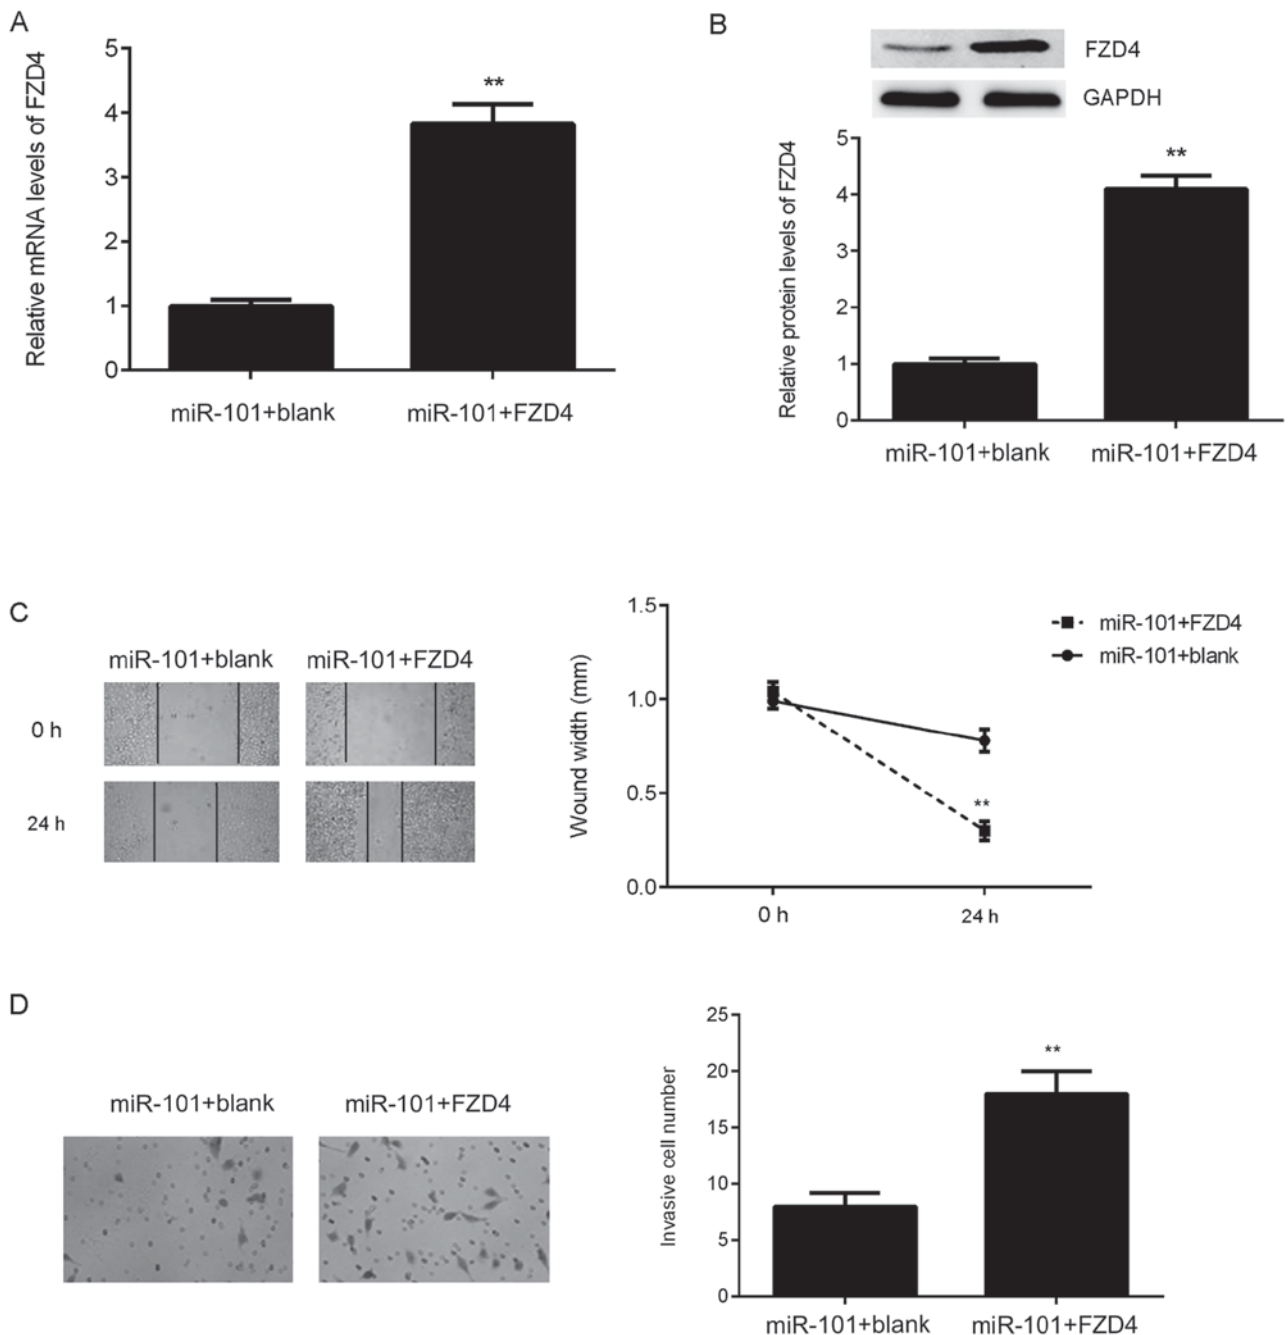 A
Relative mRNA levels of FZD4
5
4
3
2
1
0
**
miR-101+blank
miR-101+FZD4
B
FZD4
GAPDH
Relative protein levels of FZD4
5
4
3
2
1
0
**
miR-101+blank
miR-101+FZD4
C
miR-101+blank
miR-101+FZD4
0 h
24 h
Wound width (mm)
1.5
1.0
0.5
0.0
**
0 h
24 h
miR-101+FZD4
miR-101+blank
D
miR-101+blank
miR-101+FZD4
Invasive cell number
25
20
15
10
5
0
**
miR-101+blank
miR-101+FZD4